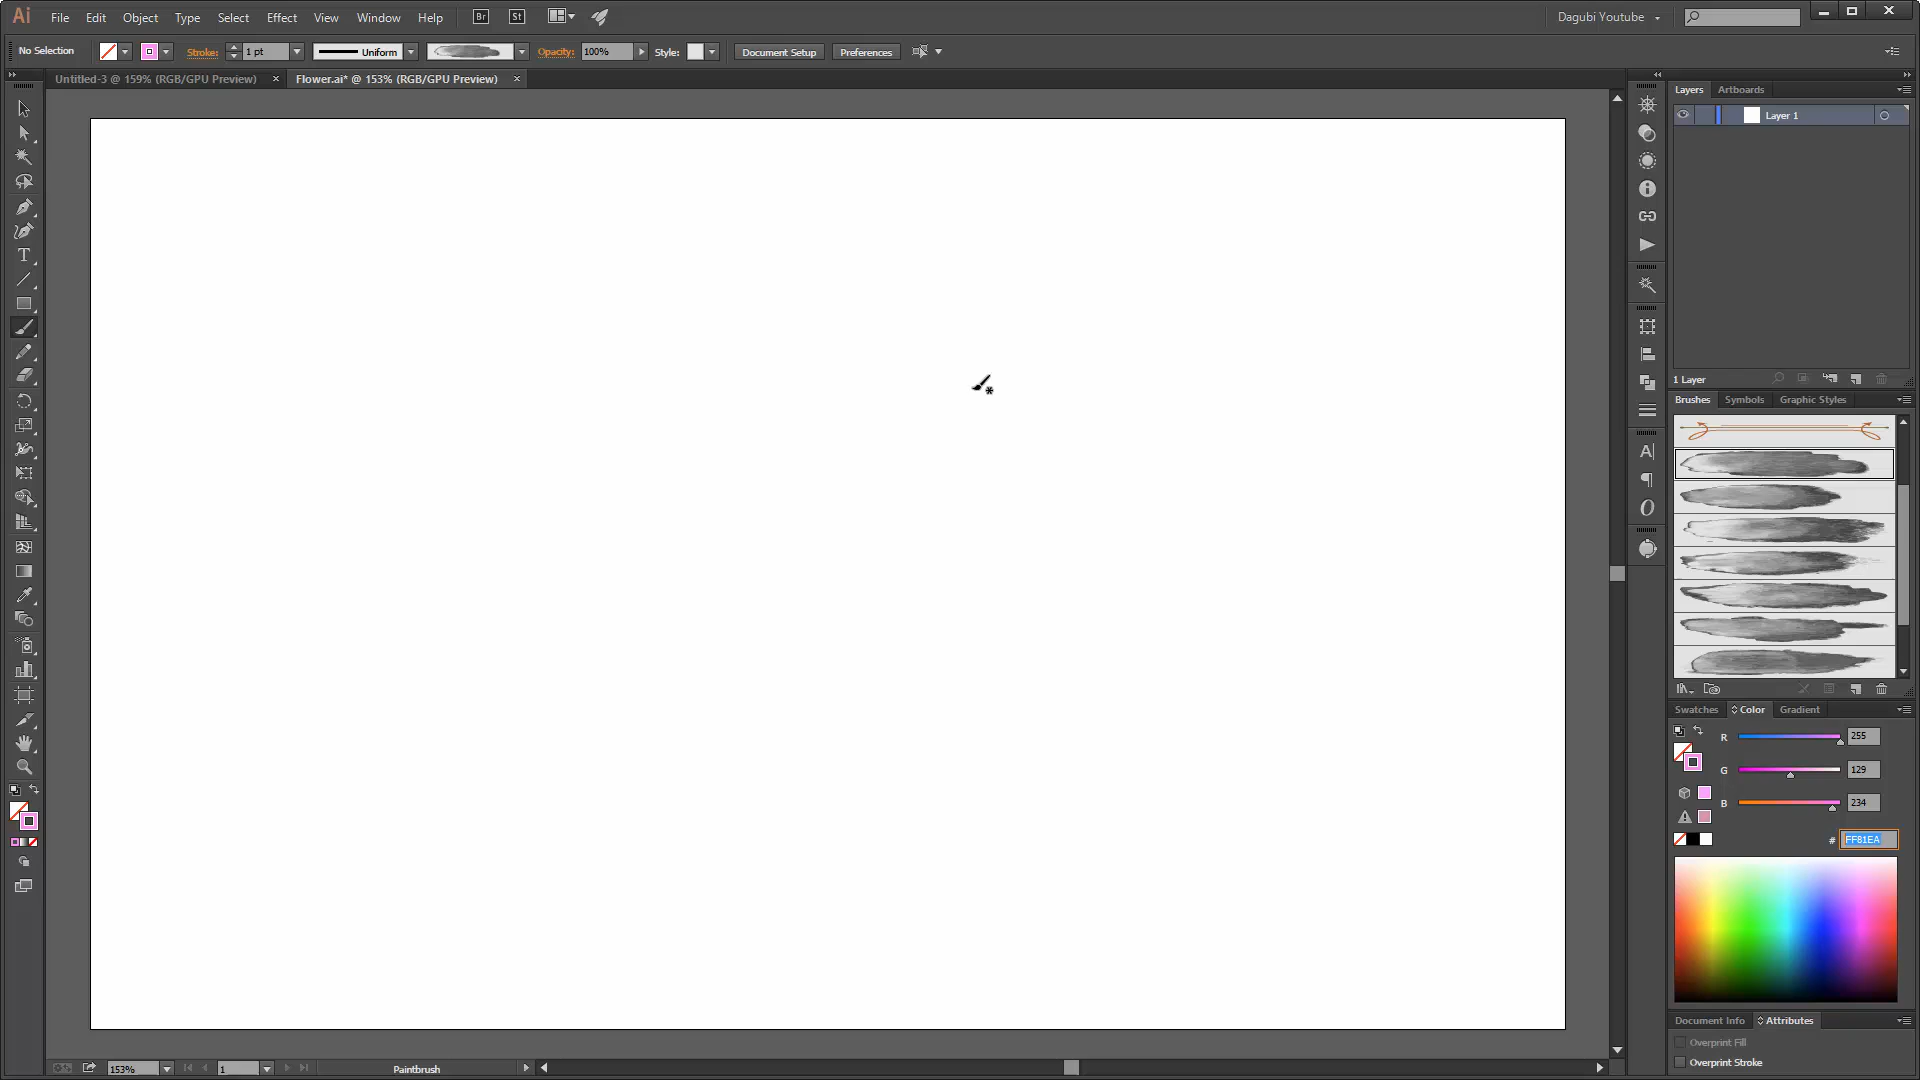 Ai File Edit Object Type Select Effect View Window Help Br St Dagubi Youtube
No Selection Stroke: 1 pt Uniform Opacity: 100% Style: Document Setup Preferences
Untitled-3 @ 159% (RGB/GPU Preview) × Flower.ai* @ 153% (RGB/GPU Preview) ×
Layers Artboards
Layer 1
1 Layer
Brushes Symbols Graphic Styles
Swatches Color Gradient
R 255
G 129
B 234
# FF81EA
Document Info Attributes
Overprint Fill
Overprint Stroke
153% 1 Paintbrush